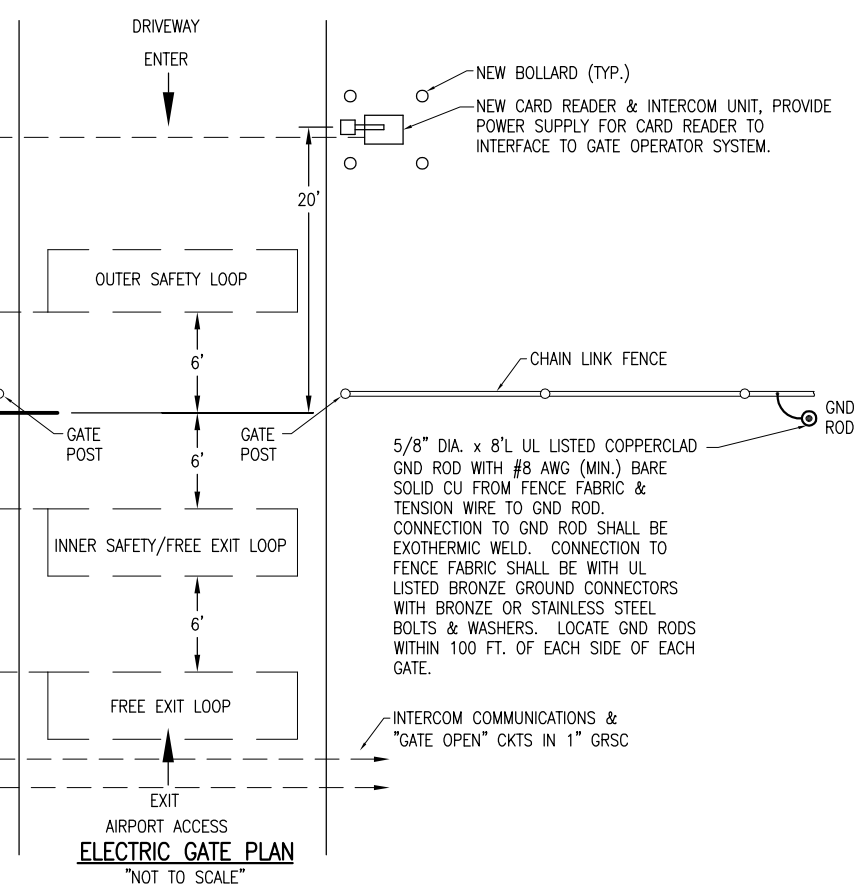 DRIVEWAY
ENTER
NEW BOLLARD (TYP.)
NEW CARD READER & INTERCOM UNIT, PROVIDE
POWER SUPPLY FOR CARD READER TO
INTERFACE TO GATE OPERATOR SYSTEM.
20'
OUTER SAFETY LOOP
6'
CHAIN LINK FENCE
GATE
POST
GATE
POST
GND
ROD
6'
5/8" DIA. x 8'L UL LISTED COPPERCLAD
GND ROD WITH #8 AWG (MIN.) BARE
SOLID CU FROM FENCE FABRIC &
TENSION WIRE TO GND ROD.
CONNECTION TO GND ROD SHALL BE
EXOTHERMIC WELD. CONNECTION TO
FENCE FABRIC SHALL BE WITH UL
LISTED BRONZE GROUND CONNECTORS
WITH BRONZE OR STAINLESS STEEL
BOLTS & WASHERS. LOCATE GND RODS
WITHIN 100 FT. OF EACH SIDE OF EACH
GATE.
INNER SAFETY/FREE EXIT LOOP
6'
FREE EXIT LOOP
INTERCOM COMMUNICATIONS &
"GATE OPEN" CKTS IN 1" GRSC
EXIT
AIRPORT ACCESS
ELECTRIC GATE PLAN
"NOT TO SCALE"